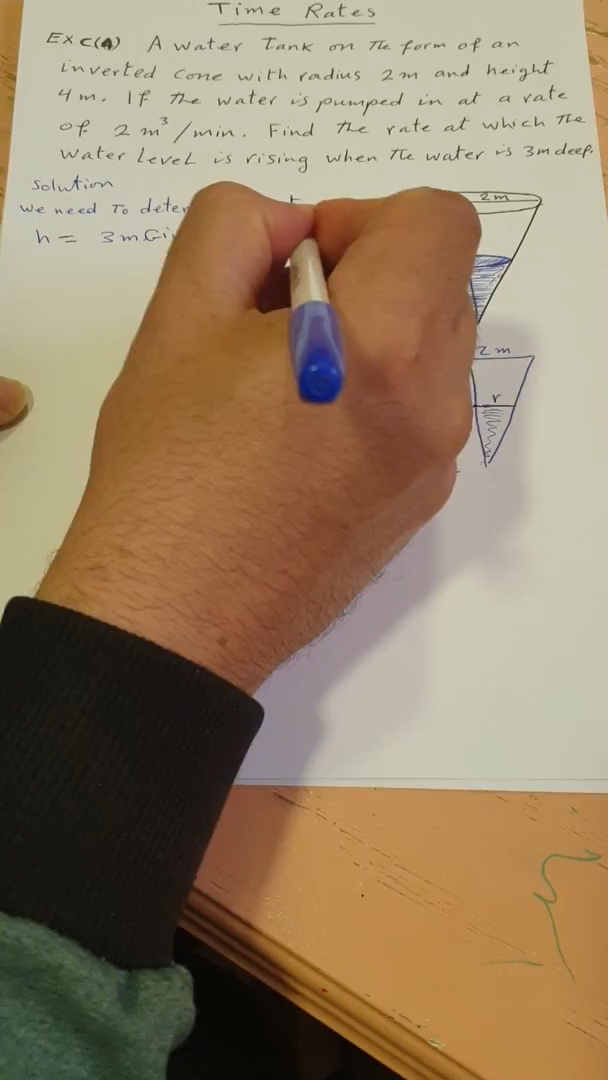 Time Rates
EX C(4) A water Tank on The form of an
inverted cone with radius 2m and height
4m. If the water is pumped in at a rate
of 2 m³/min. Find the rate at which The
water Level is rising when The water is 3m deep.
solution
2m
we need To
h = 3m
2m
r